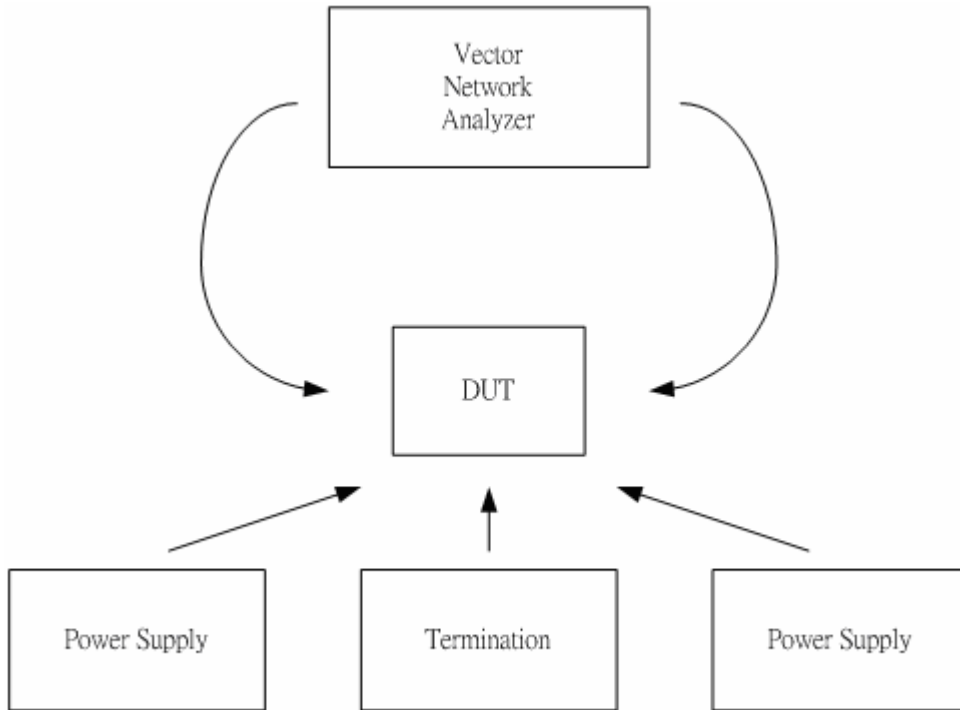 Vector
Network
Analyzer
DUT
Power Supply
Termination
Power Supply